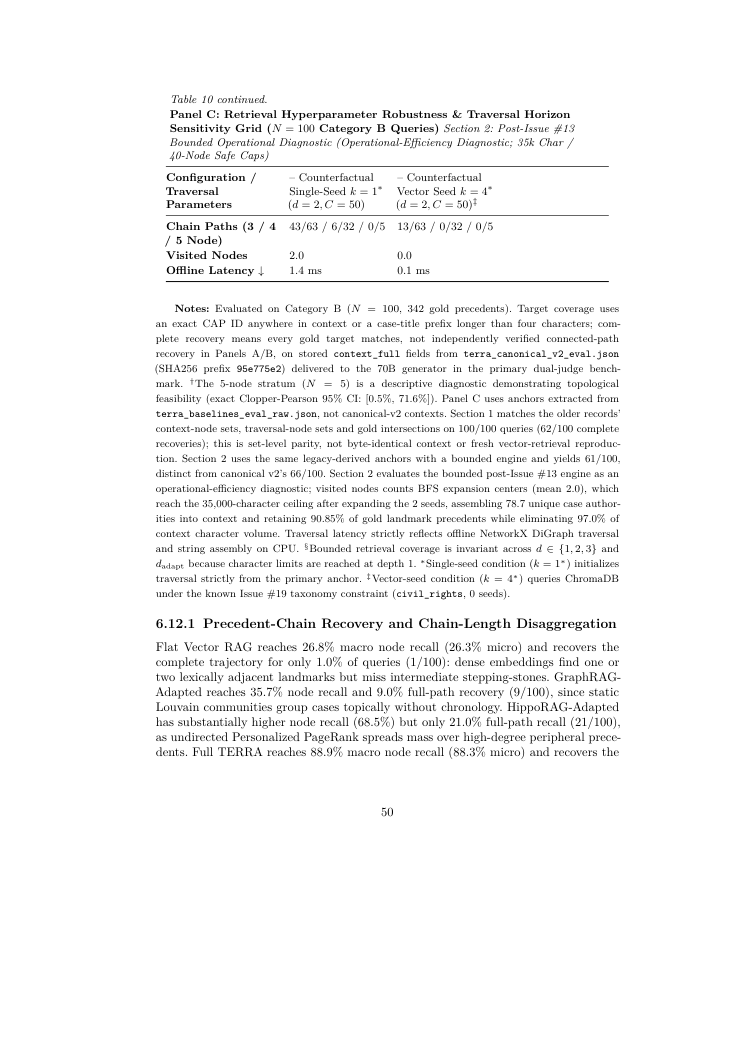 Table 10 continued.
Panel C: Retrieval Hyperparameter Robustness & Traversal Horizon
Sensitivity Grid (N = 100 Category B Queries) Section 2: Post-Issue #13
Bounded Operational Diagnostic (Operational-Efficiency Diagnostic; 35k Char /
40-Node Safe Caps)
Configuration / – Counterfactual – Counterfactual
Traversal Single-Seed k = 1* Vector Seed k = 4*
Parameters (d = 2, C = 50) (d = 2, C = 50)‡
Chain Paths (3 / 4 43/63 / 6/32 / 0/5 13/63 / 0/32 / 0/5
/ 5 Node)
Visited Nodes 2.0 0.0
Offline Latency ↓ 1.4 ms 0.1 ms
Notes: Evaluated on Category B (N = 100, 342 gold precedents). Target coverage uses
an exact CAP ID anywhere in context or a case-title prefix longer than four characters; com-
plete recovery means every gold target matches, not independently verified connected-path
recovery in Panels A/B, on stored context_full fields from terra_canonical_v2_eval.json
(SHA256 prefix 95e775e2) delivered to the 70B generator in the primary dual-judge bench-
mark. †The 5-node stratum (N = 5) is a descriptive diagnostic demonstrating topological
feasibility (exact Clopper-Pearson 95% CI: [0.5%, 71.6%]). Panel C uses anchors extracted from
terra_baselines_eval_raw.json, not canonical-v2 contexts. Section 1 matches the older records'
context-node sets, traversal-node sets and gold intersections on 100/100 queries (62/100 complete
recoveries); this is set-level parity, not byte-identical context or fresh vector-retrieval reproduc-
tion. Section 2 uses the same legacy-derived anchors with a bounded engine and yields 61/100,
distinct from canonical v2's 66/100. Section 2 evaluates the bounded post-Issue #13 engine as an
operational-efficiency diagnostic; visited nodes counts BFS expansion centers (mean 2.0), which
reach the 35,000-character ceiling after expanding the 2 seeds, assembling 78.7 unique case author-
ities into context and retaining 90.85% of gold landmark precedents while eliminating 97.0% of
context character volume. Traversal latency strictly reflects offline NetworkX DiGraph traversal
and string assembly on CPU. §Bounded retrieval coverage is invariant across d ∈ {1, 2, 3} and
dadapt because character limits are reached at depth 1. *Single-seed condition (k = 1*) initializes
traversal strictly from the primary anchor. ‡Vector-seed condition (k = 4*) queries ChromaDB
under the known Issue #19 taxonomy constraint (civil_rights, 0 seeds).
6.12.1 Precedent-Chain Recovery and Chain-Length Disaggregation
Flat Vector RAG reaches 26.8% macro node recall (26.3% micro) and recovers the
complete trajectory for only 1.0% of queries (1/100): dense embeddings find one or
two lexically adjacent landmarks but miss intermediate stepping-stones. GraphRAG-
Adapted reaches 35.7% node recall and 9.0% full-path recovery (9/100), since static
Louvain communities group cases topically without chronology. HippoRAG-Adapted
has substantially higher node recall (68.5%) but only 21.0% full-path recall (21/100),
as undirected Personalized PageRank spreads mass over high-degree peripheral prece-
dents. Full TERRA reaches 88.9% macro node recall (88.3% micro) and recovers the
50